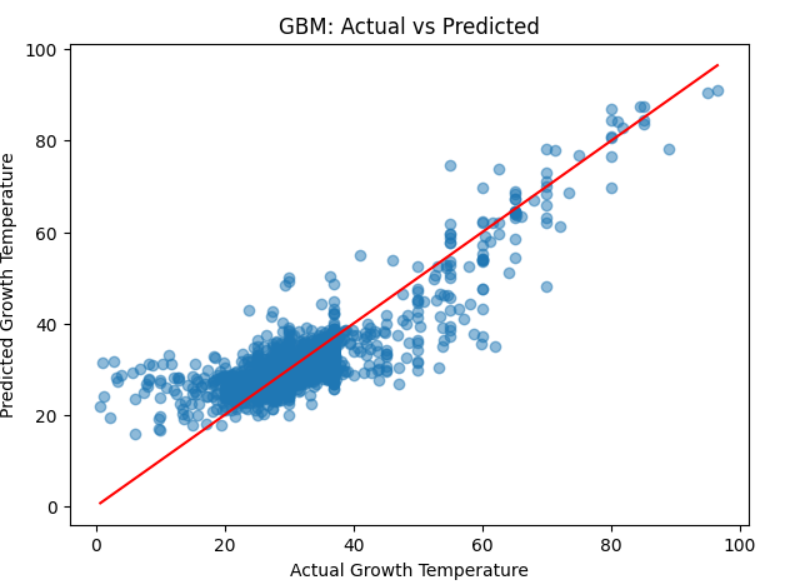 GBM: Actual vs Predicted
100
80
60
40
20
0
Predicted Growth Temperature
0 20 40 60 80 100
Actual Growth Temperature